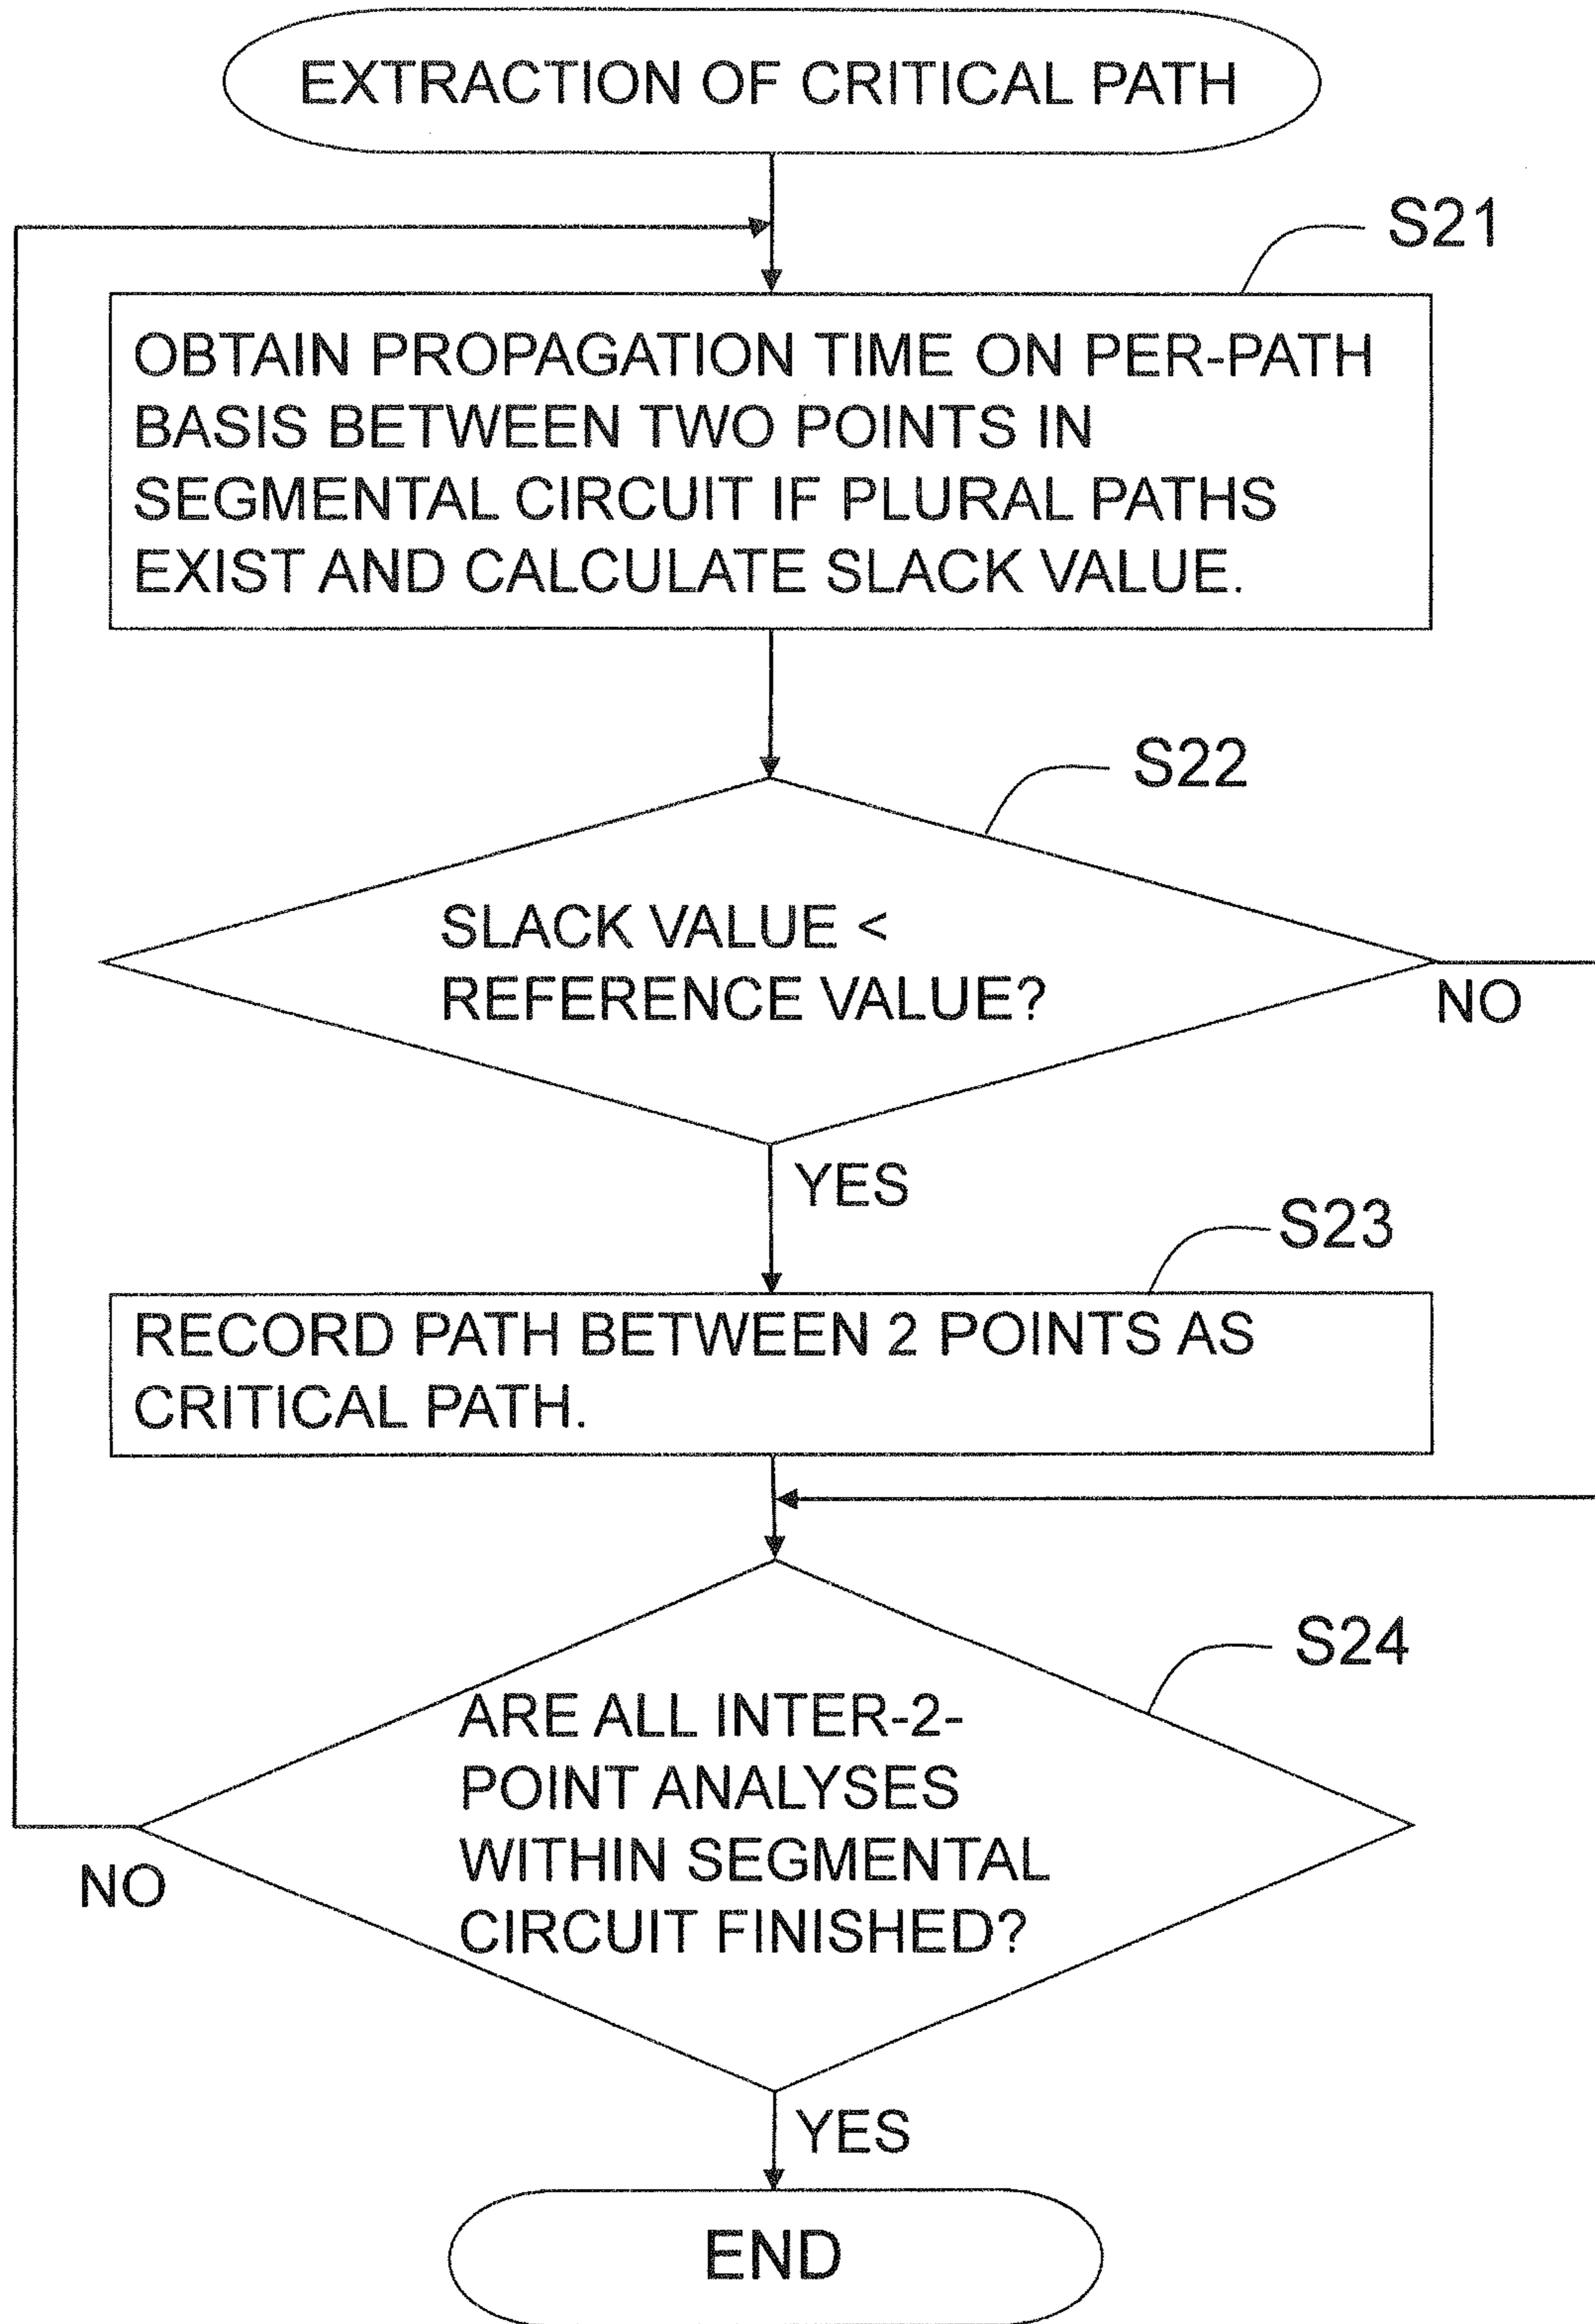 EXTRACTION OF CRITICAL PATH
S21
OBTAIN PROPAGATION TIME ON PER-PATH
BASIS BETWEEN TWO POINTS IN
SEGMENTAL CIRCUIT IF PLURAL PATHS
EXIST AND CALCULATE SLACK VALUE.
S22
SLACK VALUE <
REFERENCE VALUE?
NO
YES
S23
RECORD PATH BETWEEN 2 POINTS AS
CRITICAL PATH.
S24
ARE ALL INTER-2-
POINT ANALYSES
WITHIN SEGMENTAL
CIRCUIT FINISHED?
NO
YES
END